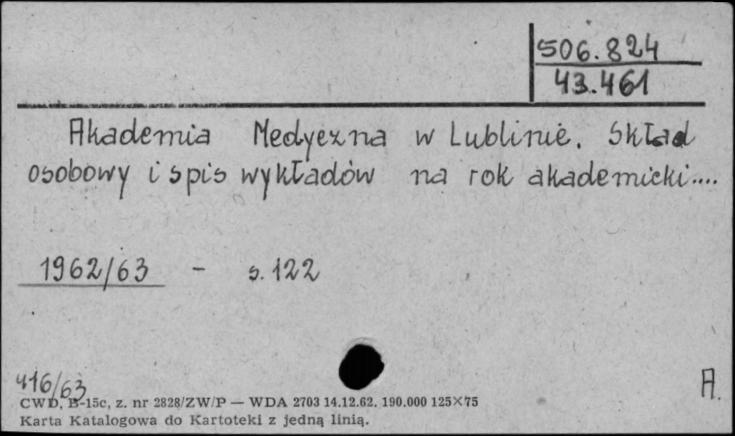 506.824
43.461
Akademia Medyczna w Lublinie. Skład
osobowy i spis wykładów na rok akademicki....
1962/63 - s. 122
416/63
A.
CWD, B-15c, z. nr 2828/ZW/P — WDA 2703 14.12.62. 190.000 125×75
Karta Katalogowa do Kartoteki z jedną linią.